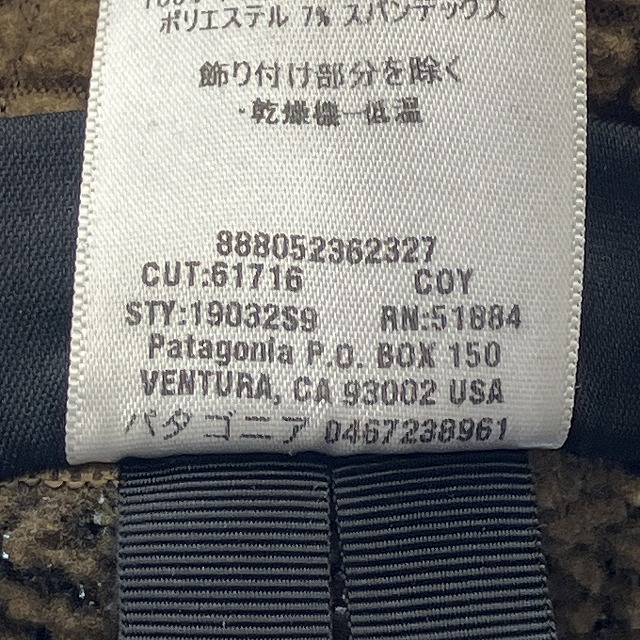 ポリエステル 7% スパンデックス
飾り付け部分を除く
・乾燥機一低温
888052362327
CUT:61716 COY
STY:19032S9 RN:51884
Patagonia P.O. BOX 150
VENTURA, CA 93002 USA
パタゴニア 0467238961